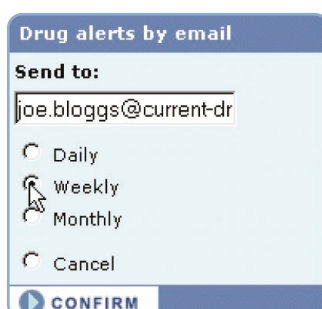 Drug alerts by email
Send to:
joe.bloggs@current-dr
Daily
Weekly
Monthly
Cancel
CONFIRM